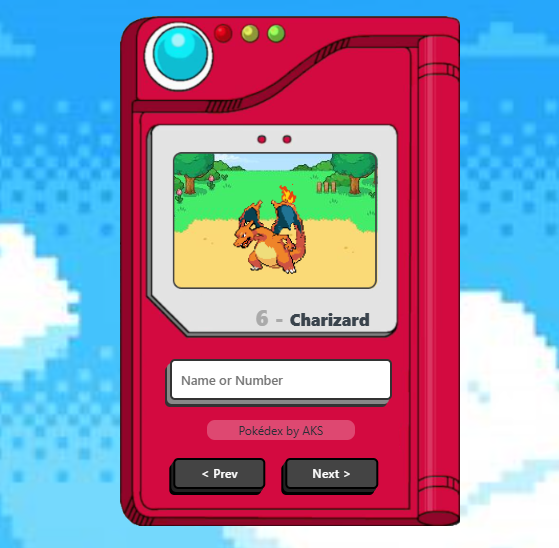 6 - Charizard
Name or Number
Pokédex by AKS
< Prev
Next >